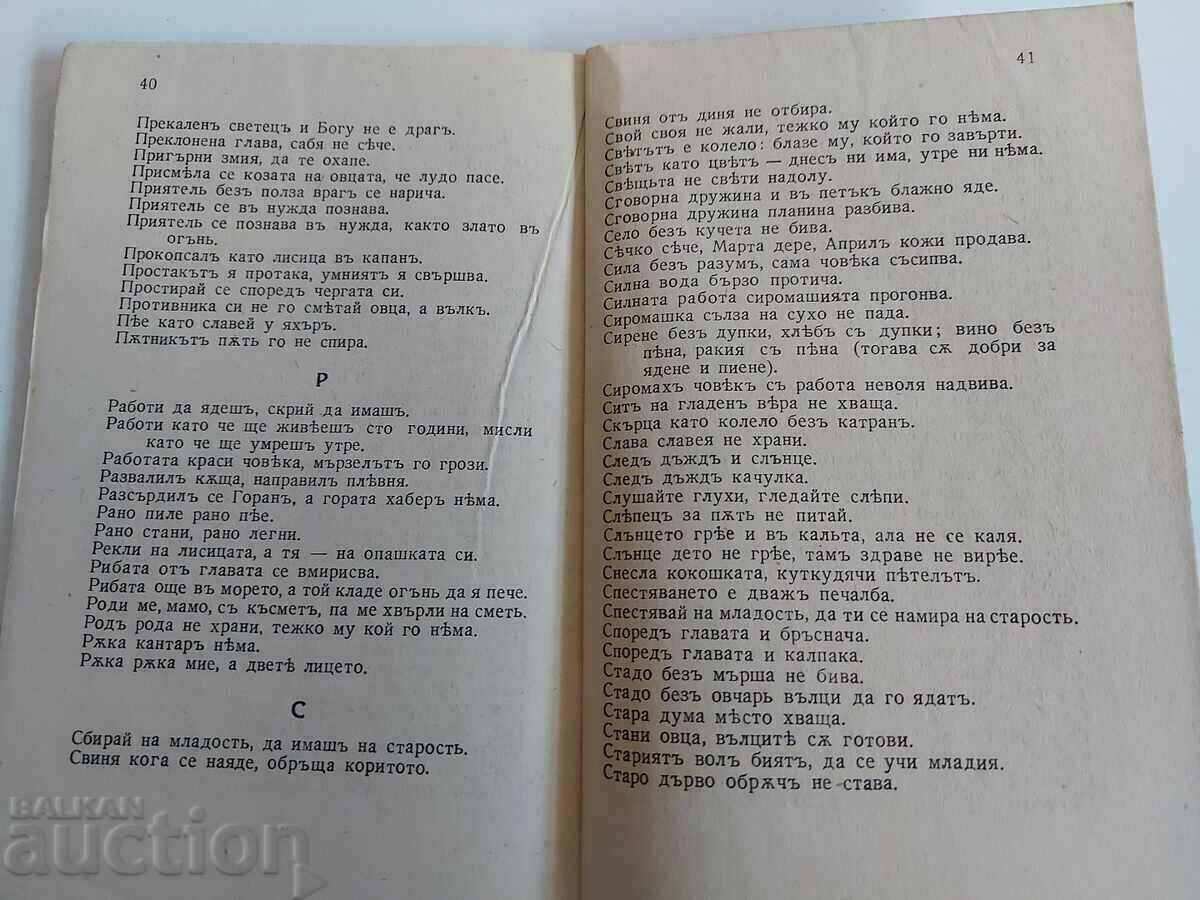 40
Прекаленъ светецъ и Богу не е драгъ.
Преклонена глава, сабя не сѣче.
Пригърни змия, да те охапе.
Присмѣла се козата на овцата, че лудо пасе.
Приятель безъ полза врагъ се нарича.
Приятель се въ нужда познава.
Приятель се познава въ нужда, както злато въ
огънь.
Прокопсалъ като лисица въ капанъ.
Простакътъ я протака, умниятъ я свършва.
Простирай се споредъ чергата си.
Противника си не го смѣтай овца, а вълкъ.
Пѣе като славей у яхъръ.
Пѫтникътъ пѫть го не спира.
Р
Работи да ядешъ, скрий да имашъ.
Работи като че ще живѣешъ сто години, мисли
като че ще умрешъ утре.
Работата краси човѣка, мързелътъ го грози.
Развалилъ кѫща, направилъ плѣвня.
Разсърдилъ се Горанъ, а гората хаберъ нѣма.
Рано пиле рано пѣе.
Рано стани, рано легни.
Рекли на лисицата, а тя — на опашката си.
Рибата отъ главата се вмирисва.
Рибата още въ морето, а той кладе огънь да я пече.
Роди ме, мамо, съ късметъ, па ме хвърли на сметь.
Родъ рода не храни, тежко му кой го нѣма.
Рѫка кантаръ нѣма.
Рѫка рѫка мие, а дветѣ лицето.
С
Сбирай на младость, да имашъ на старость.
Свиня кога се наяде, обръща коритото.
41
Свиня отъ диня не отбира.
Свой своя не жали, тежко му който го нѣма.
Свѣтътъ е колело: блазе му, който го завърти.
Свѣтъ като цвѣтъ — днесъ ни има, утре ни нѣма.
Свѣщьта не свѣти надолу.
Сговорна дружина и въ петъкъ блажно яде.
Сговорна дружина планина разбива.
Село безъ кучета не бива.
Сѣчко сѣче, Марта дере, Априлъ кожи продава.
Сила безъ разумъ, сама човѣка съсипва.
Силна вода бързо протича.
Силната работа сиромашията прогонва.
Сиромашка сълза на сухо не пада.
Сирене безъ дупки, хлѣбъ съ дупки; вино безъ
пѣна, ракия съ пѣна (тогава сѫ добри за
ядене и пиене).
Сиромахъ човѣкъ съ работа неволя надвива.
Ситъ на гладенъ вѣра не хваща.
Скърца като колело безъ катранъ.
Слава славея не храни.
Следъ дъждъ и слънце.
Следъ дъждъ качулка.
Слушайте глухи, гледайте слѣпи.
Слѣпецъ за пѫть не питай.
Слънцето грѣе и въ кальта, ала не се каля.
Слънце дето не грѣе, тамъ здраве не вирѣе.
Снесла кокошката, куткудячи пѣтелътъ.
Спестяването е дважъ печалба.
Спестявай на младость, да ти се намира на старость.
Споредъ главата и бръснача.
Споредъ главата и калпака.
Стадо безъ мърша не бива.
Стадо безъ овчарь вълци да го ядатъ.
Стара дума мѣсто хваща.
Стани овца, вълцитѣ сѫ готови.
Стариятъ волъ биятъ, да се учи младия.
Старо дърво обрѫчъ не става.
BALKAN
auction